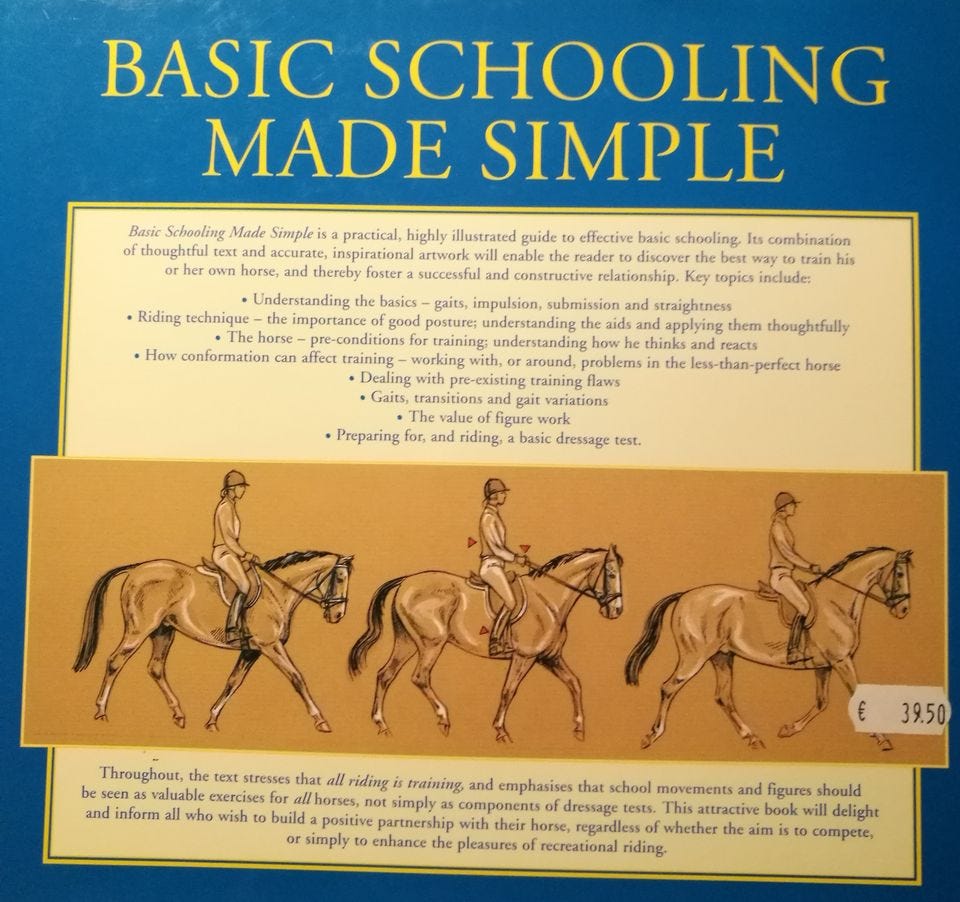 BASIC SCHOOLING
MADE SIMPLE
Basic Schooling Made Simple is a practical, highly illustrated guide to effective basic schooling. Its combination
of thoughtful text and accurate, inspirational artwork will enable the reader to discover the best way to train his
or her own horse, and thereby foster a successful and constructive relationship. Key topics include:
• Understanding the basics – gaits, impulsion, submission and straightness
• Riding technique – the importance of good posture; understanding the aids and applying them thoughtfully
• The horse – pre-conditions for training; understanding how he thinks and reacts
• How conformation can affect training – working with, or around, problems in the less-than-perfect horse
• Dealing with pre-existing training flaws
• Gaits, transitions and gait variations
• The value of figure work
• Preparing for, and riding, a basic dressage test.
€ 39.50
Throughout, the text stresses that all riding is training, and emphasises that school movements and figures should
be seen as valuable exercises for all horses, not simply as components of dressage tests. This attractive book will delight
and inform all who wish to build a positive partnership with their horse, regardless of whether the aim is to compete,
or simply to enhance the pleasures of recreational riding.